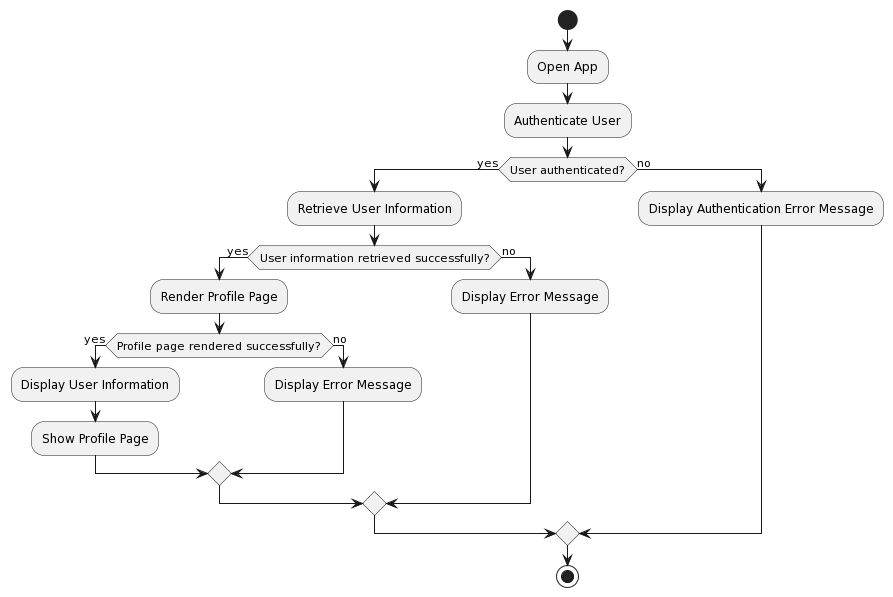 Open App
Authenticate User
yes
User authenticated?
no
Retrieve User Information
Display Authentication Error Message
yes
User information retrieved successfully?
no
Render Profile Page
Display Error Message
yes
Profile page rendered successfully?
no
Display User Information
Display Error Message
Show Profile Page